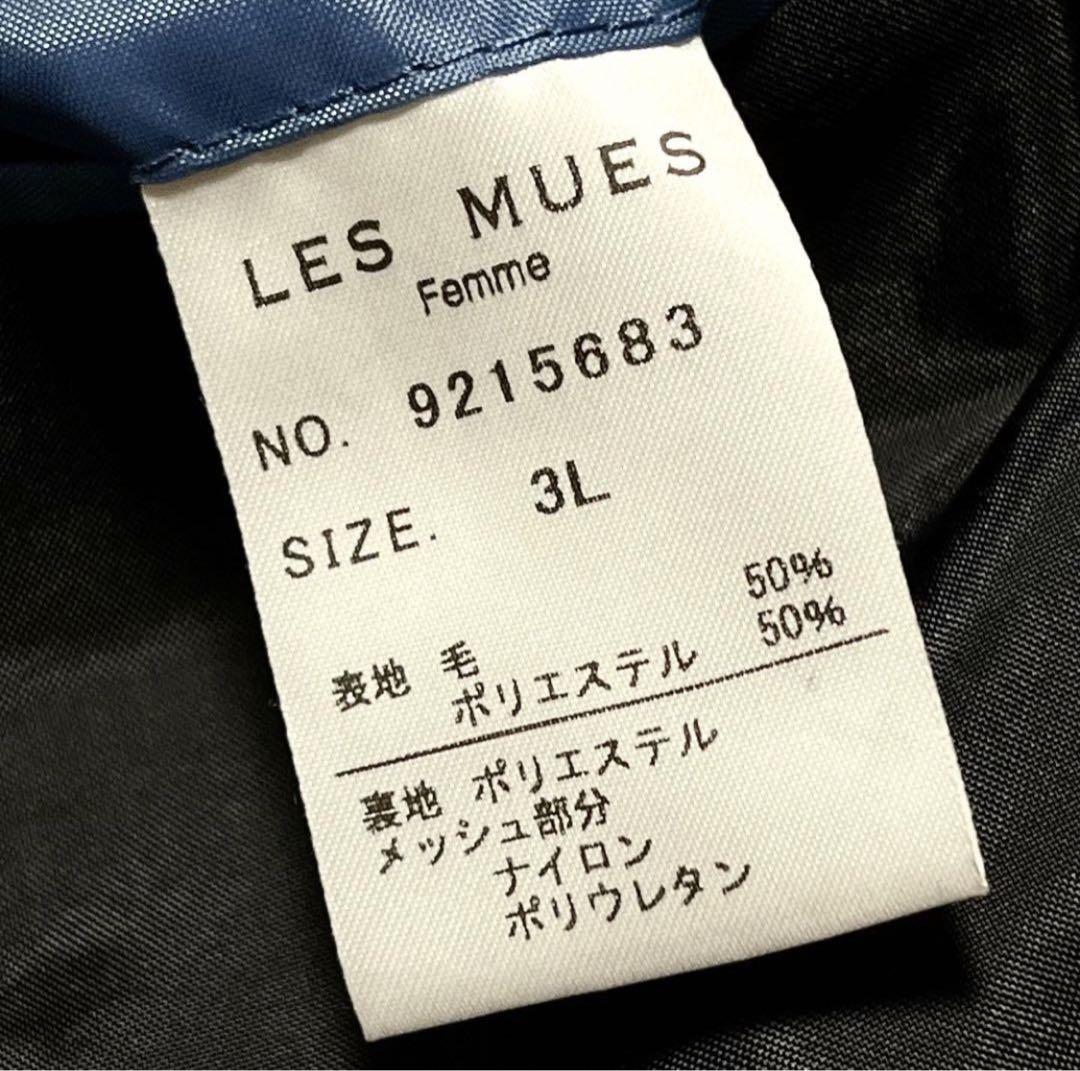 LES MUES
Femme
NO. 9215683
SIZE. 3L
表地 毛 50%
ポリエステル 50%
裏地 ポリエステル
メッシュ部分
ナイロン
ポリウレタン